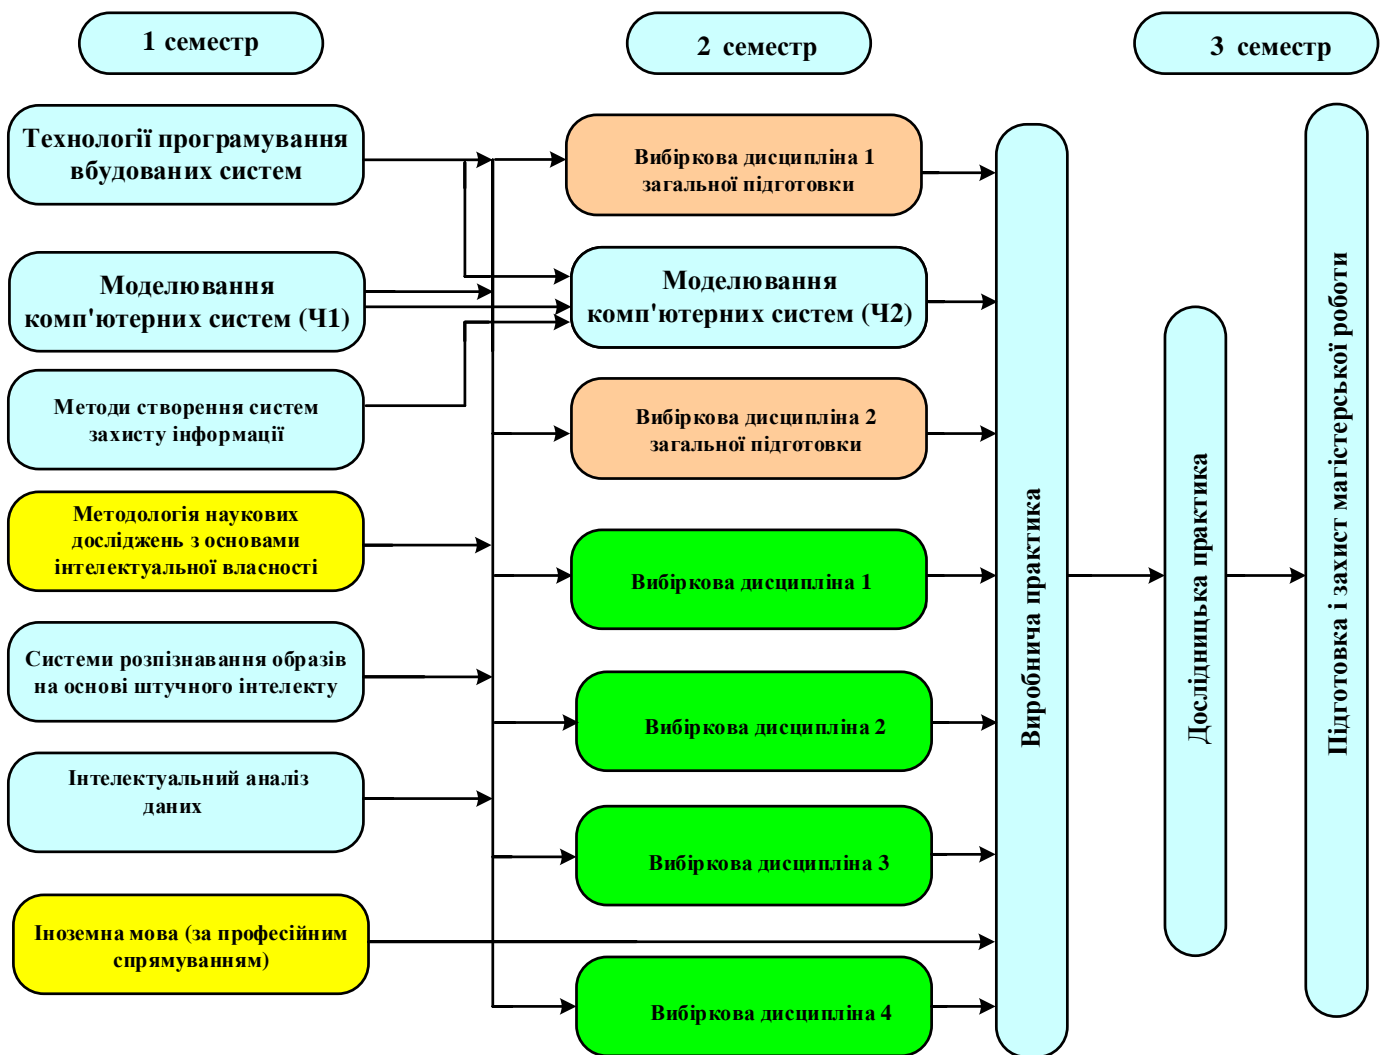 1 семестр
2 семестр
3 семестр
Технології програмування
вбудованих систем
Моделювання
комп'ютерних систем (Ч1)
Методи створення систем
захисту інформації
Методологія наукових
досліджень з основами
інтелектуальної власності
Системи розпізнавання образів
на основі штучного інтелекту
Інтелектуальний аналіз
даних
Іноземна мова (за професійним
спрямуванням)
Вибіркова дисципліна 1
загальної підготовки
Моделювання
комп'ютерних систем (Ч2)
Вибіркова дисципліна 2
загальної підготовки
Вибіркова дисципліна 1
Вибіркова дисципліна 2
Вибіркова дисципліна 3
Вибіркова дисципліна 4
Виробнича практика
Дослідницька практика
Підготовка і захист магістерської роботи